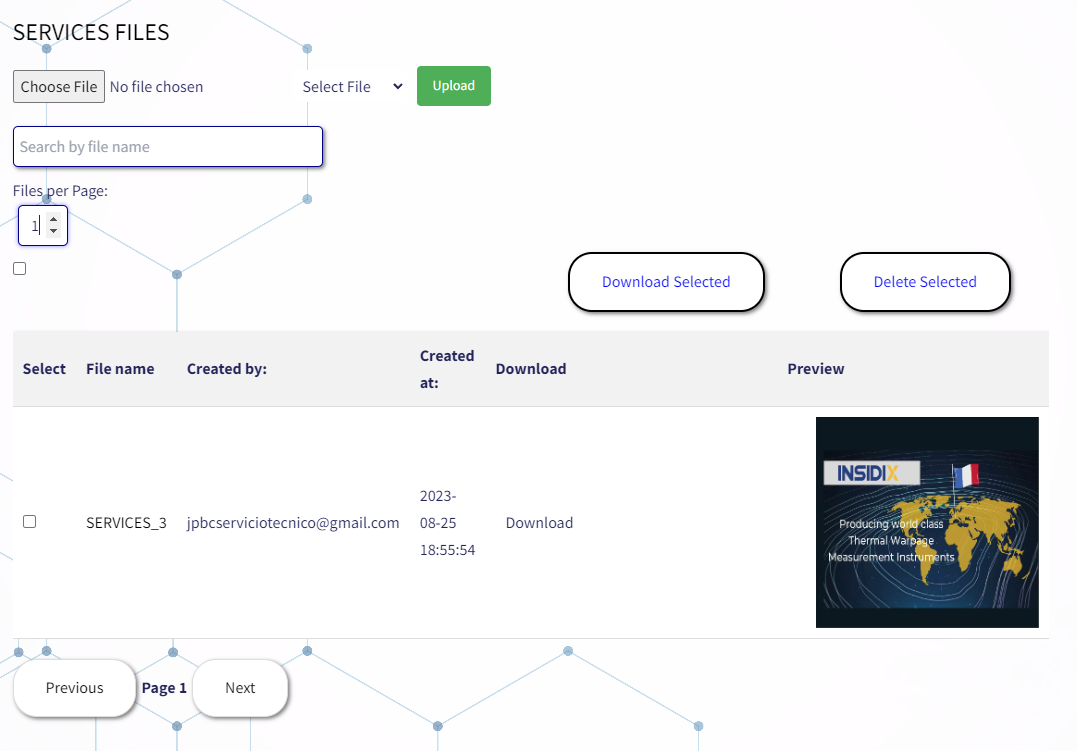 SERVICES FILES
Choose File No file chosen Select File Upload
Search by file name
Files per Page:
1
Download Selected Delete Selected
Select File name Created by: Created at: Download Preview
SERVICES_3 jpbcserviciotecnico@gmail.com 2023-08-25 18:55:54 Download
INSIDIX
Producing world class
Thermal Warpage
Measurement Instruments
Previous Page 1 Next